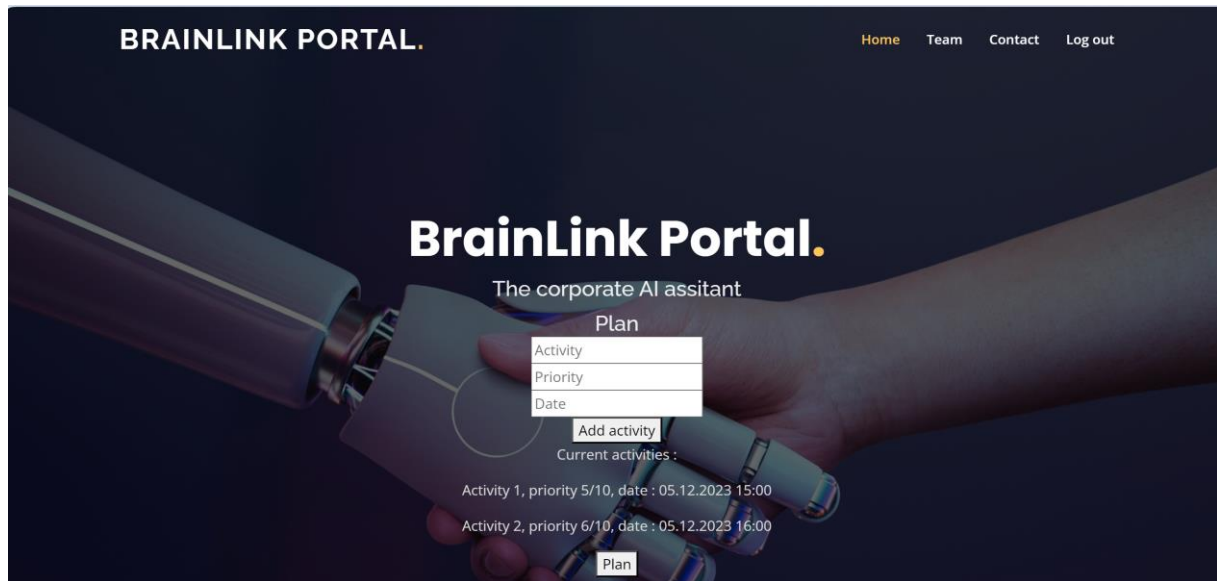 BRAINLINK PORTAL.
Home Team Contact Log out
BrainLink Portal.
The corporate AI assitant
Plan
Activity
Priority
Date
Add activity
Current activities :
Activity 1, priority 5/10, date : 05.12.2023 15:00
Activity 2, priority 6/10, date : 05.12.2023 16:00
Plan